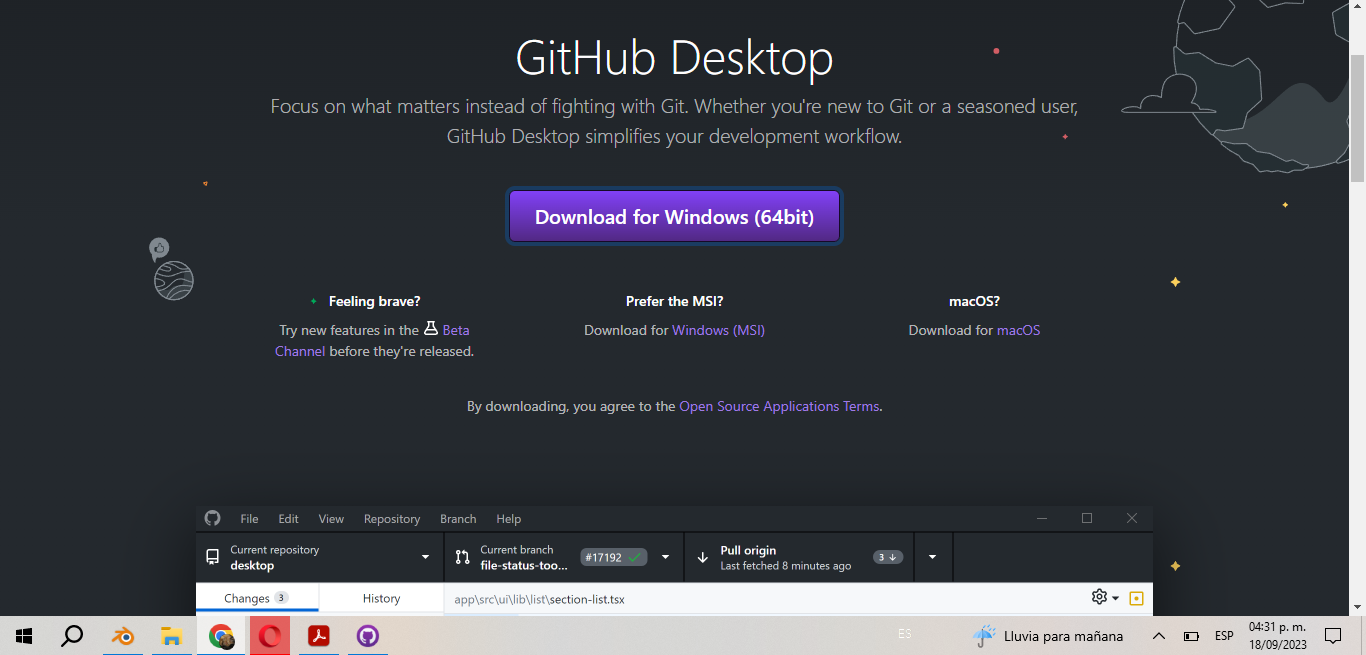 GitHub Desktop
Focus on what matters instead of fighting with Git. Whether you're new to Git or a seasoned user,
GitHub Desktop simplifies your development workflow.
Download for Windows (64bit)
Feeling brave?
Try new features in the Beta
Channel before they're released.
Prefer the MSI?
Download for Windows (MSI)
macOS?
Download for macOS
By downloading, you agree to the Open Source Applications Terms.
File Edit View Repository Branch Help
Current repository
desktop
Current branch
file-status-too...
#17192
Pull origin
Last fetched 8 minutes ago
3
Changes 3
History
app\src\ui\lib\list\section-list.tsx
ES
Lluvia para mañana
ESP
04:31 p. m.
18/09/2023